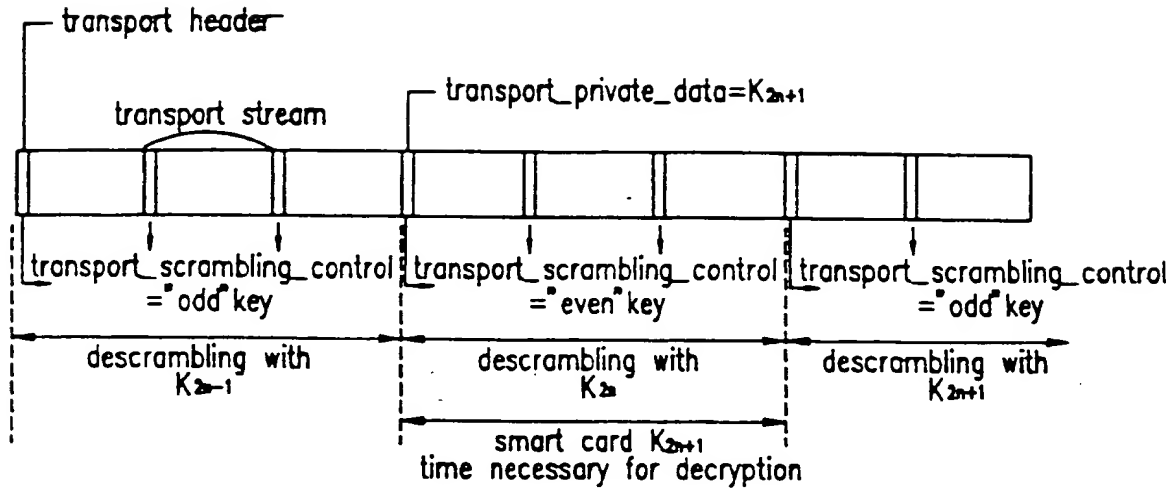 transport header
transport_private_data=K2n+1
transport stream
transport_scrambling_control
="odd" key
transport_scrambling_control
="even" key
transport_scrambling_control
="odd" key
descrambling with
K2n-1
descrambling with
K2n
descrambling with
K2n+1
smart card K2n+1
time necessary for decryption